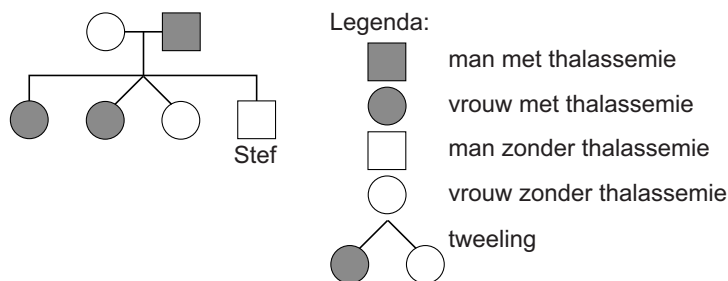 Stef
Legenda:
man met thalassemie
vrouw met thalassemie
man zonder thalassemie
vrouw zonder thalassemie
tweeling